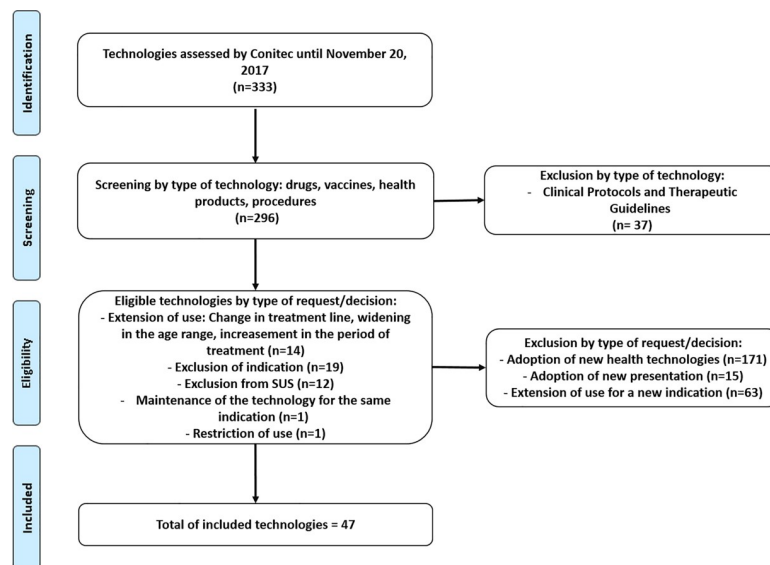 Identification
Technologies assessed by Conitec until November 20,
2017
(n=333)
Screening
Screening by type of technology: drugs, vaccines, health
products, procedures
(n=296)
Exclusion by type of technology:
- Clinical Protocols and Therapeutic
Guidelines
(n= 37)
Eligibility
Eligible technologies by type of request/decision:
- Extension of use: Change in treatment line, widening
in the age range, increasement in the period of
treatment (n=14)
- Exclusion of indication (n=19)
- Exclusion from SUS (n=12)
- Maintenance of the technology for the same
indication (n=1)
- Restriction of use (n=1)
Exclusion by type of request/decision:
- Adoption of new health technologies (n=171)
- Adoption of new presentation (n=15)
- Extension of use for a new indication (n=63)
Included
Total of included technologies = 47